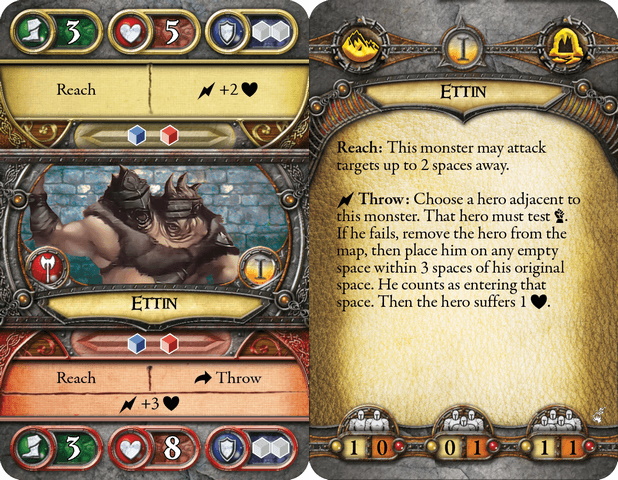 3 5
Reach
+2
ETTIN
I
Reach
Throw
+3
3 8
I
ETTIN
Reach: This monster may attack
targets up to 2 spaces away.
Throw: Choose a hero adjacent to
this monster. That hero must test
.
If he fails, remove the hero from the
map, then place him on any empty
space within 3 spaces of his original
space. He counts as entering that
space. Then the hero suffers 1 .
1 0 0 1 1 1